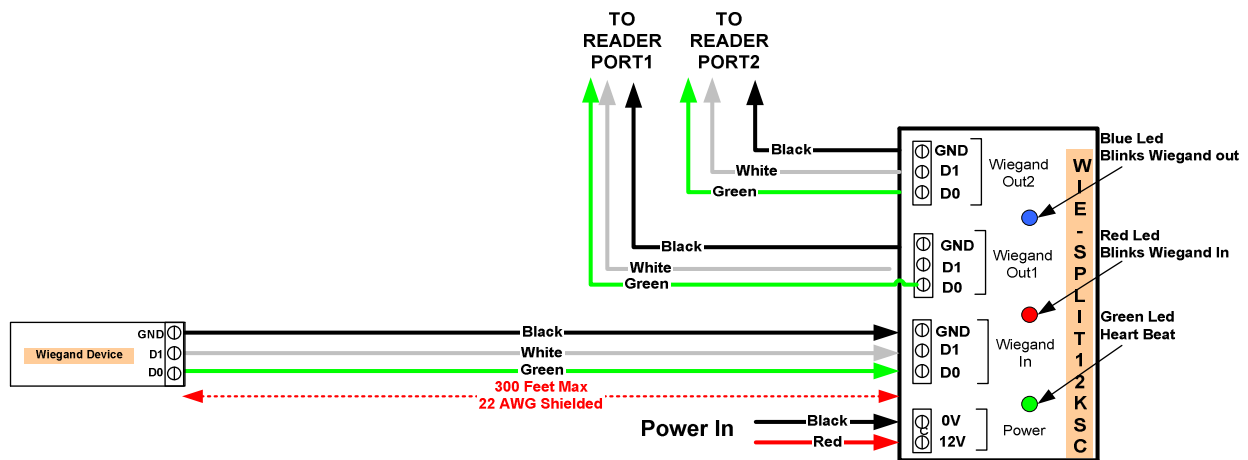 TO
READER
PORT1
TO
READER
PORT2
Black
White
Green
GND
D1
D0
Wiegand
Out2
Blue Led
Blinks Wiegand out
Black
White
Green
GND
D1
D0
Wiegand
Out1
Red Led
Blinks Wiegand In
Wiegand Device
GND
D1
D0
Black
White
Green
300 Feet Max
22 AWG Shielded
GND
D1
D0
Wiegand
In
Green Led
Heart Beat
Power In
Black
Red
0V
C
12V
Power
WIE-SPLIT12KSC